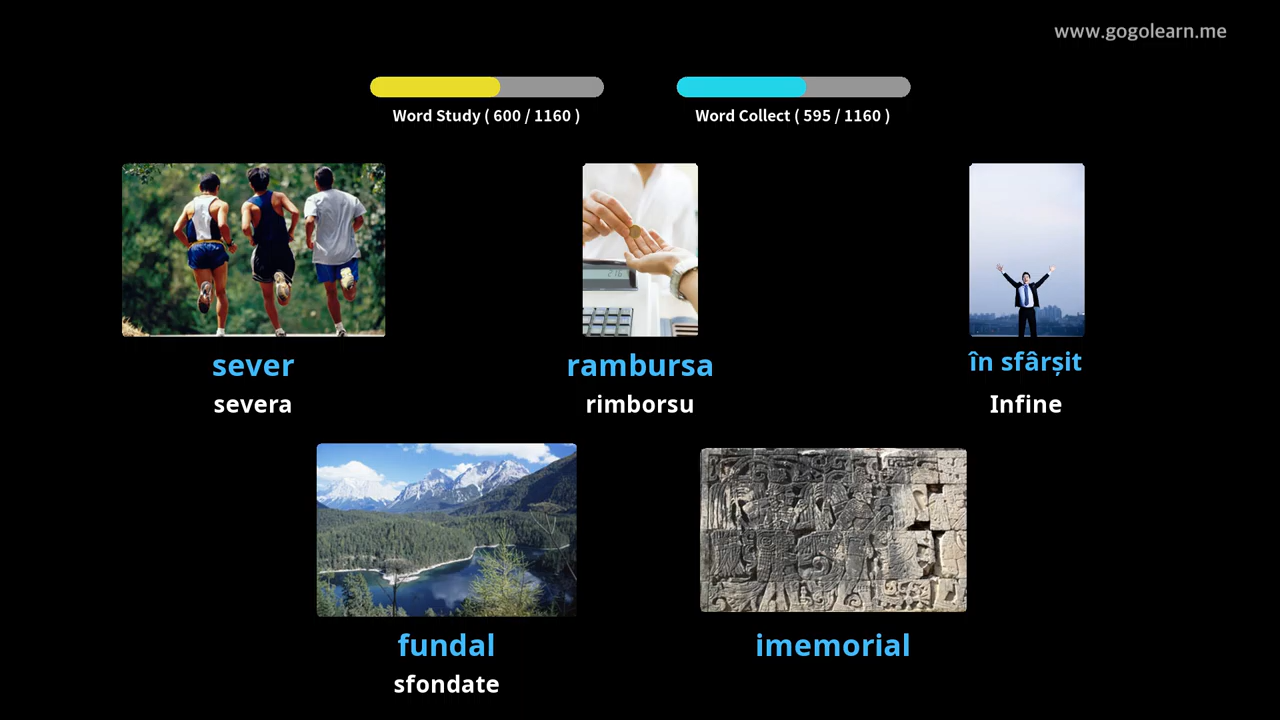 www.gogolearn.me
Word Study ( 600 / 1160 )
Word Collect ( 595 / 1160 )
sever
severa
rambursa
rimborsu
în sfârșit
Infine
fundal
sfondate
imemorial